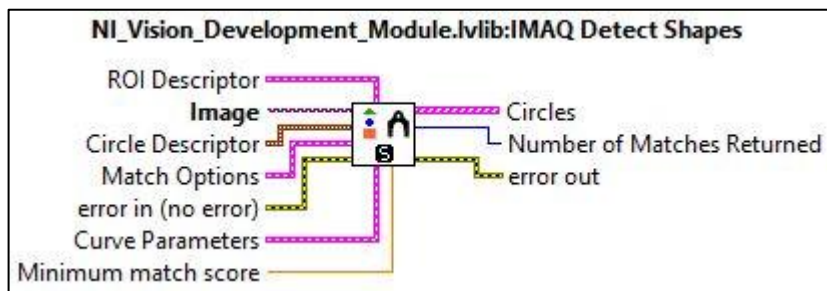 NI_Vision_Development_Module.lvlib:IMAQ Detect Shapes
ROI Descriptor
Image
Circle Descriptor
Match Options
error in (no error)
Curve Parameters
Minimum match score
S
Circles
Number of Matches Returned
error out